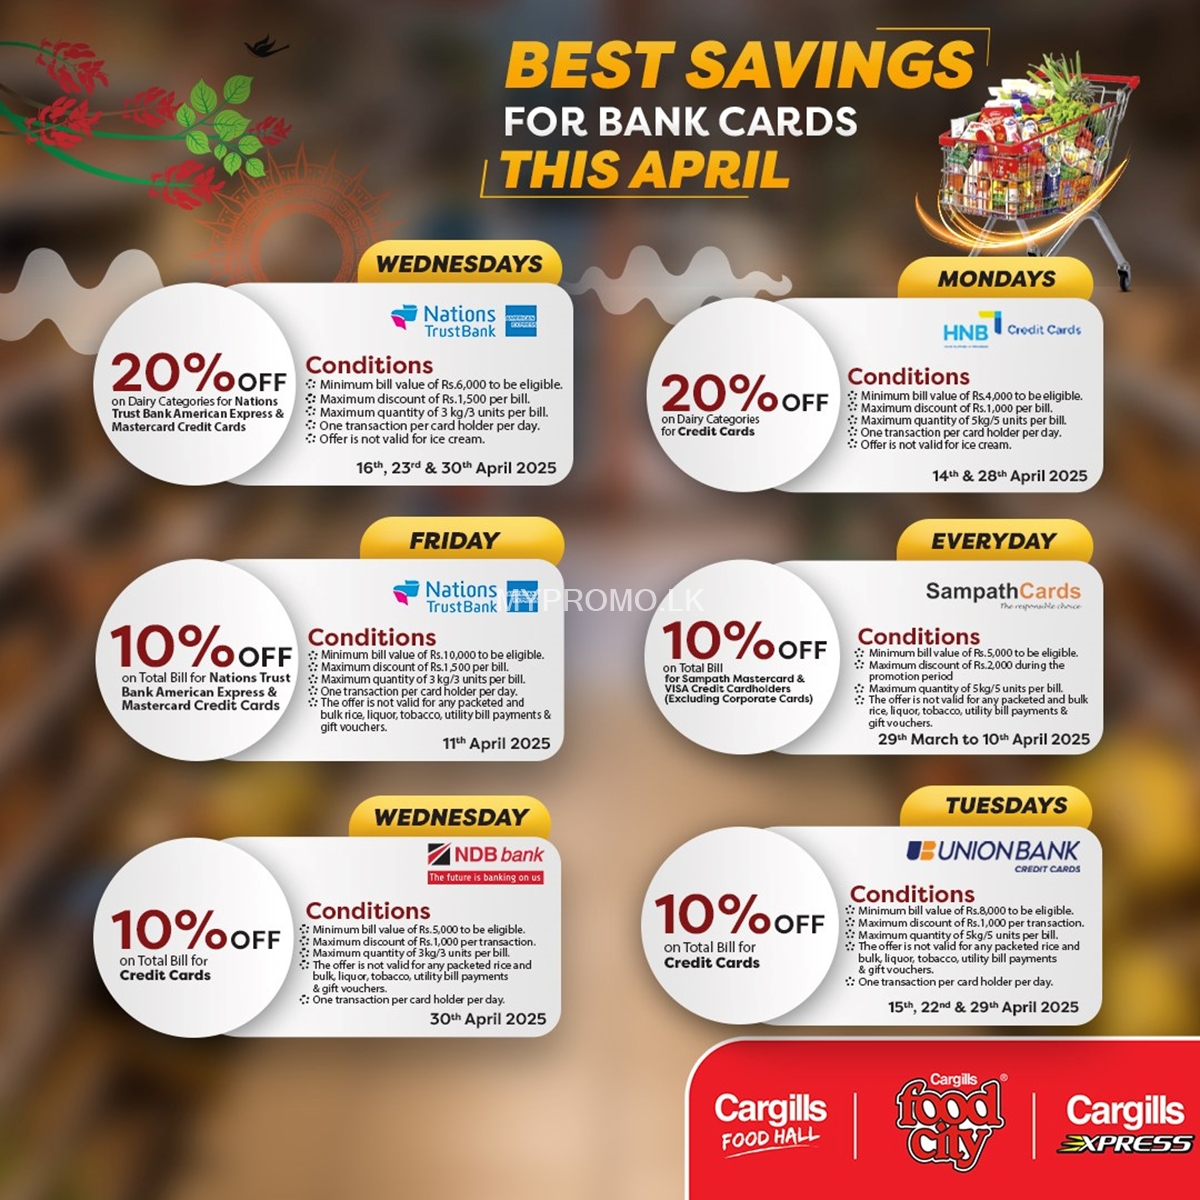 BEST SAVINGS
FOR BANK CARDS
THIS APRIL
WEDNESDAYS
Nations
TrustBank
AMERICAN
EXPRESS
20% OFF
on Dairy Categories for Nations
Trust Bank American Express &
Mastercard Credit Cards
Conditions
Minimum bill value of Rs.6,000 to be eligible.
Maximum discount of Rs.1,500 per bill.
Maximum quantity of 3 kg/3 units per bill.
One transaction per card holder per day.
Offer is not valid for ice cream.
16th, 23rd & 30th April 2025
MONDAYS
HNB Credit Cards
20% OFF
on Dairy Categories
for Credit Cards
Conditions
Minimum bill value of Rs.4,000 to be eligible.
Maximum discount of Rs.1,000 per bill.
Maximum quantity of 5kg/5 units per bill.
One transaction per card holder per day.
Offer is not valid for ice cream.
14th & 28th April 2025
FRIDAY
Nations
TrustBank
MYPROMO.LK
10% OFF
on Total Bill for Nations Trust
Bank American Express &
Mastercard Credit Cards
Conditions
Minimum bill value of Rs.10,000 to be eligible.
Maximum discount of Rs.1,500 per bill.
Maximum quantity of 3 kg/3 units per bill.
One transaction per card holder per day.
The offer is not valid for any packeted and
bulk rice, liquor, tobacco, utility bill payments &
gift vouchers.
11th April 2025
EVERYDAY
SampathCards
The responsible choice
10% OFF
on Total Bill
for Sampath Mastercard &
VISA Credit Cardholders
(Excluding Corporate Cards)
Conditions
Minimum bill value of Rs.5,000 to be eligible.
Maximum discount of Rs.2,000 during the
promotion period
Maximum quantity of 5kg/5 units per bill.
The offer is not valid for any packeted and bulk
rice, liquor, tobacco, utility bill payments &
gift vouchers.
29th March to 10th April 2025
WEDNESDAY
NDB bank
The future is banking on us
10% OFF
on Total Bill for
Credit Cards
Conditions
Minimum bill value of Rs.5,000 to be eligible.
Maximum discount of Rs.1,000 per transaction.
Maximum quantity of 3kg/3 units per bill.
The offer is not valid for any packeted rice and
bulk, liquor, tobacco, utility bill payments
& gift vouchers.
One transaction per card holder per day.
30th April 2025
TUESDAYS
UNION BANK
CREDIT CARDS
10% OFF
on Total Bill for
Credit Cards
Conditions
Minimum bill value of Rs.8,000 to be eligible.
Maximum discount of Rs.1,000 per transaction.
Maximum quantity of 5kg/5 units per bill.
The offer is not valid for any packeted rice and
bulk, liquor, tobacco, utility bill payments
& gift vouchers.
One transaction per card holder per day.
15th, 22nd & 29th April 2025
Cargills
FOOD HALL
Cargills
food
city®
Cargills
EXPRESS